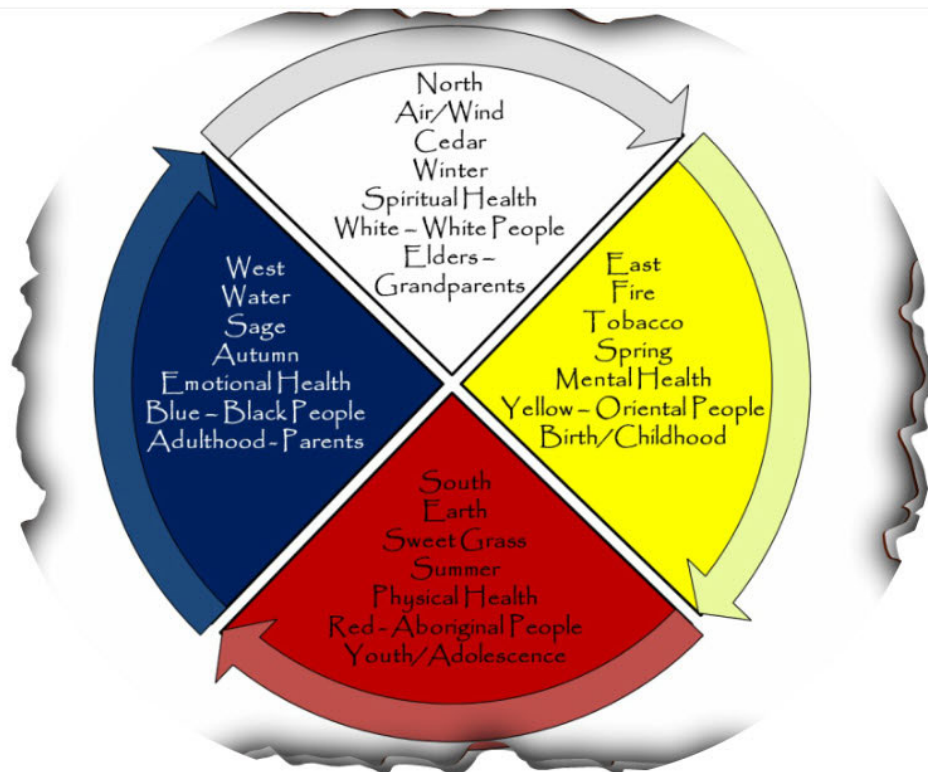 North
Air/Wind
Cedar
Winter
Spiritual Health
White – White People
Elders –
Grandparents
East
Fire
Tobacco
Spring
Mental Health
Yellow – Oriental People
Birth/Childhood
South
Earth
Sweet Grass
Summer
Physical Health
Red - Aboriginal People
Youth/Adolescence
West
Water
Sage
Autumn
Emotional Health
Blue – Black People
Adulthood - Parents